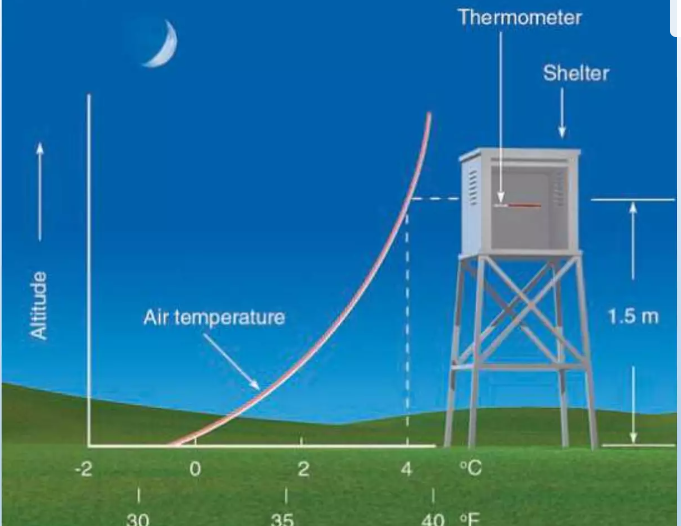 Thermometer
Shelter
Altitude
Air temperature
1.5 m
-2 0 2 4 °C
30 35 40 °F